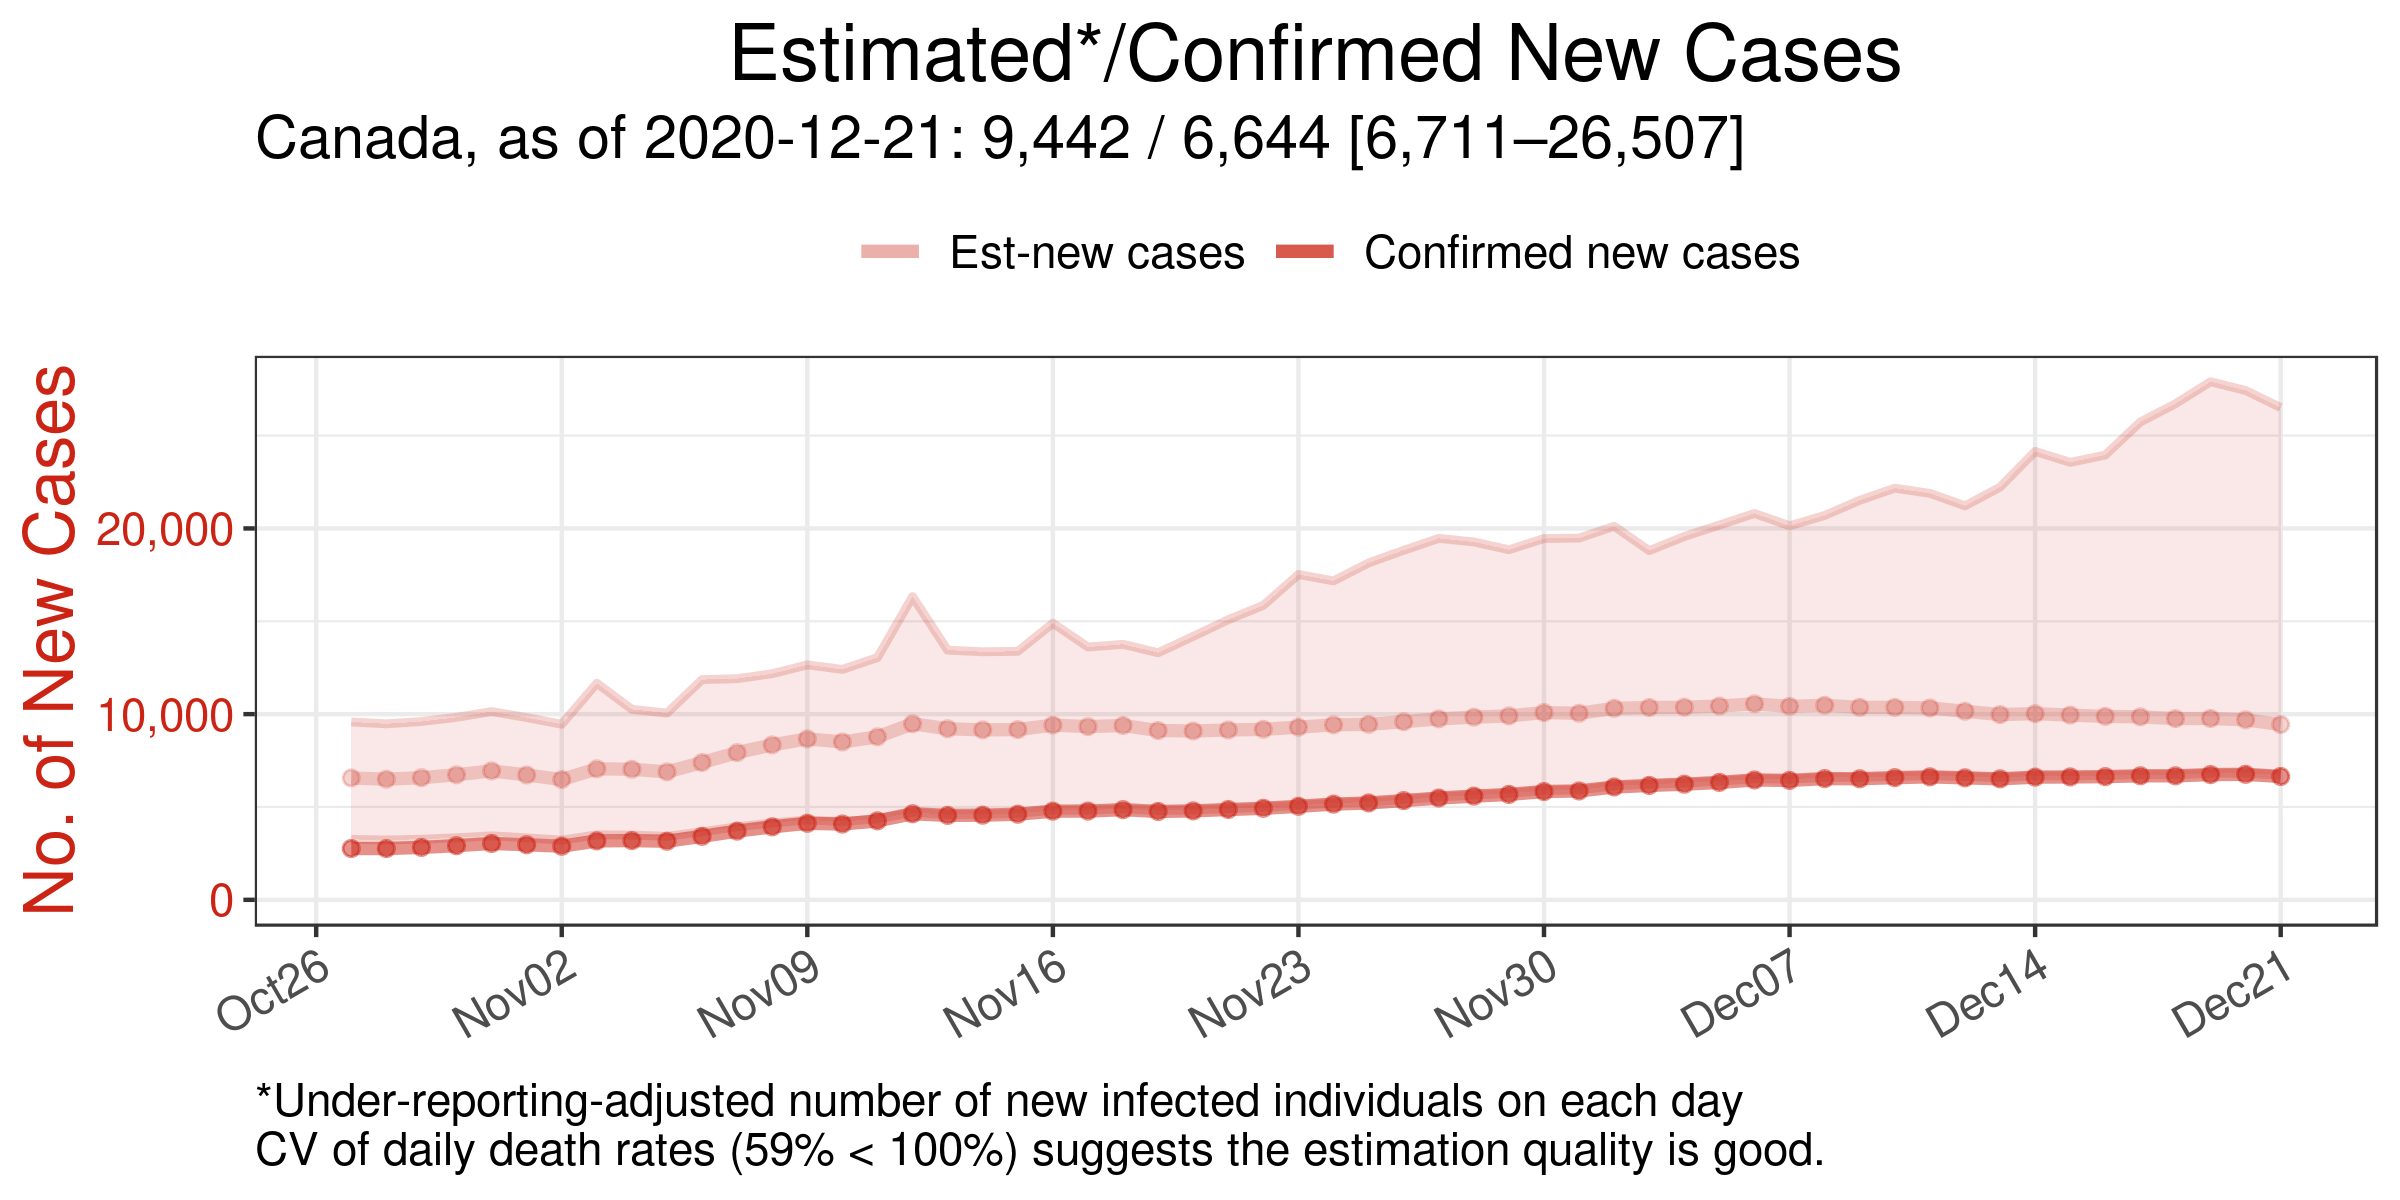 Estimated*/Confirmed New Cases
Canada, as of 2020-12-21: 9,442 / 6,644 [6,711–26,507]
Est-new cases
Confirmed new cases
No. of New Cases
20,000
10,000
0
Oct26
Nov02
Nov09
Nov16
Nov23
Nov30
Dec07
Dec14
Dec21
*Under-reporting-adjusted number of new infected individuals on each day
CV of daily death rates (59% < 100%) suggests the estimation quality is good.